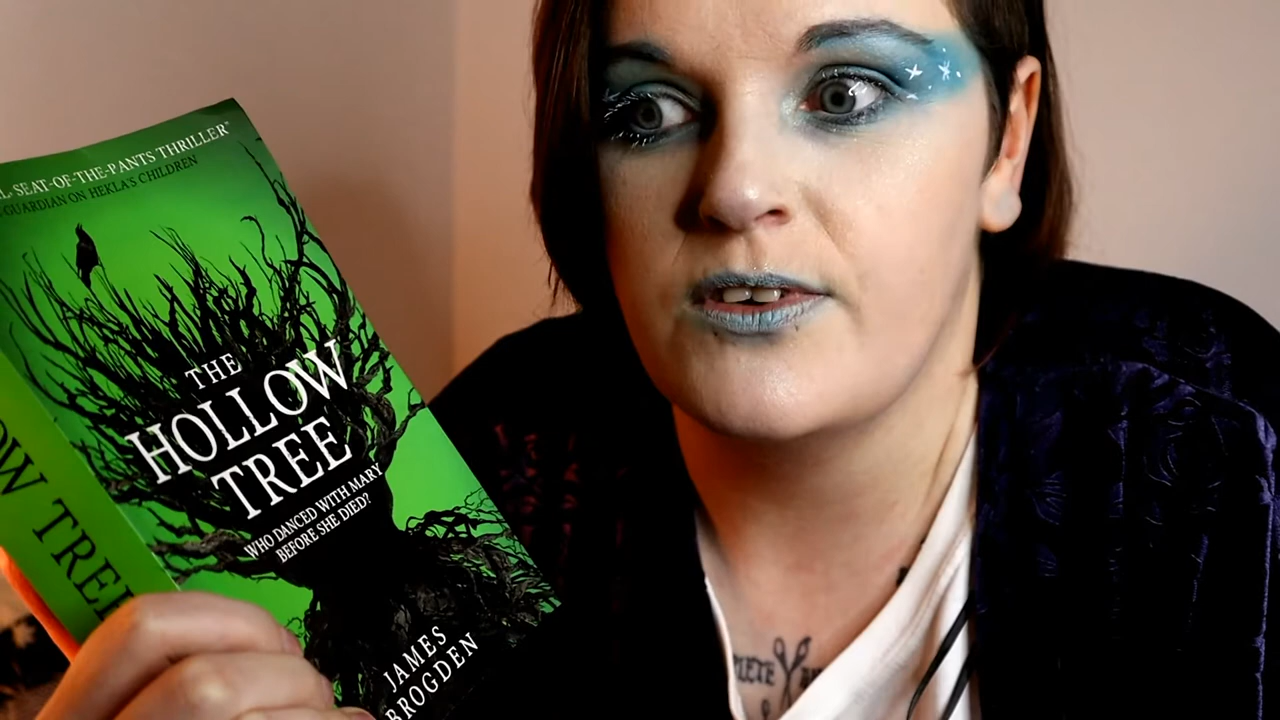 L-SEAT-OF-THE-PANTS THRILLER"
GUARDIAN ON HEKLA'S CHILDREN
THE
HOLLOW
TREE
WHO DANCED WITH MARY
BEFORE SHE DIED?
JAMES
BROGDEN
OW TREE